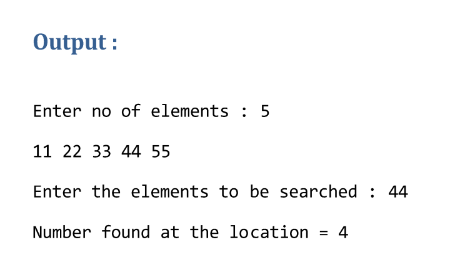 Output :
Enter no of elements : 5
11 22 33 44 55
Enter the elements to be searched : 44
Number found at the location = 4